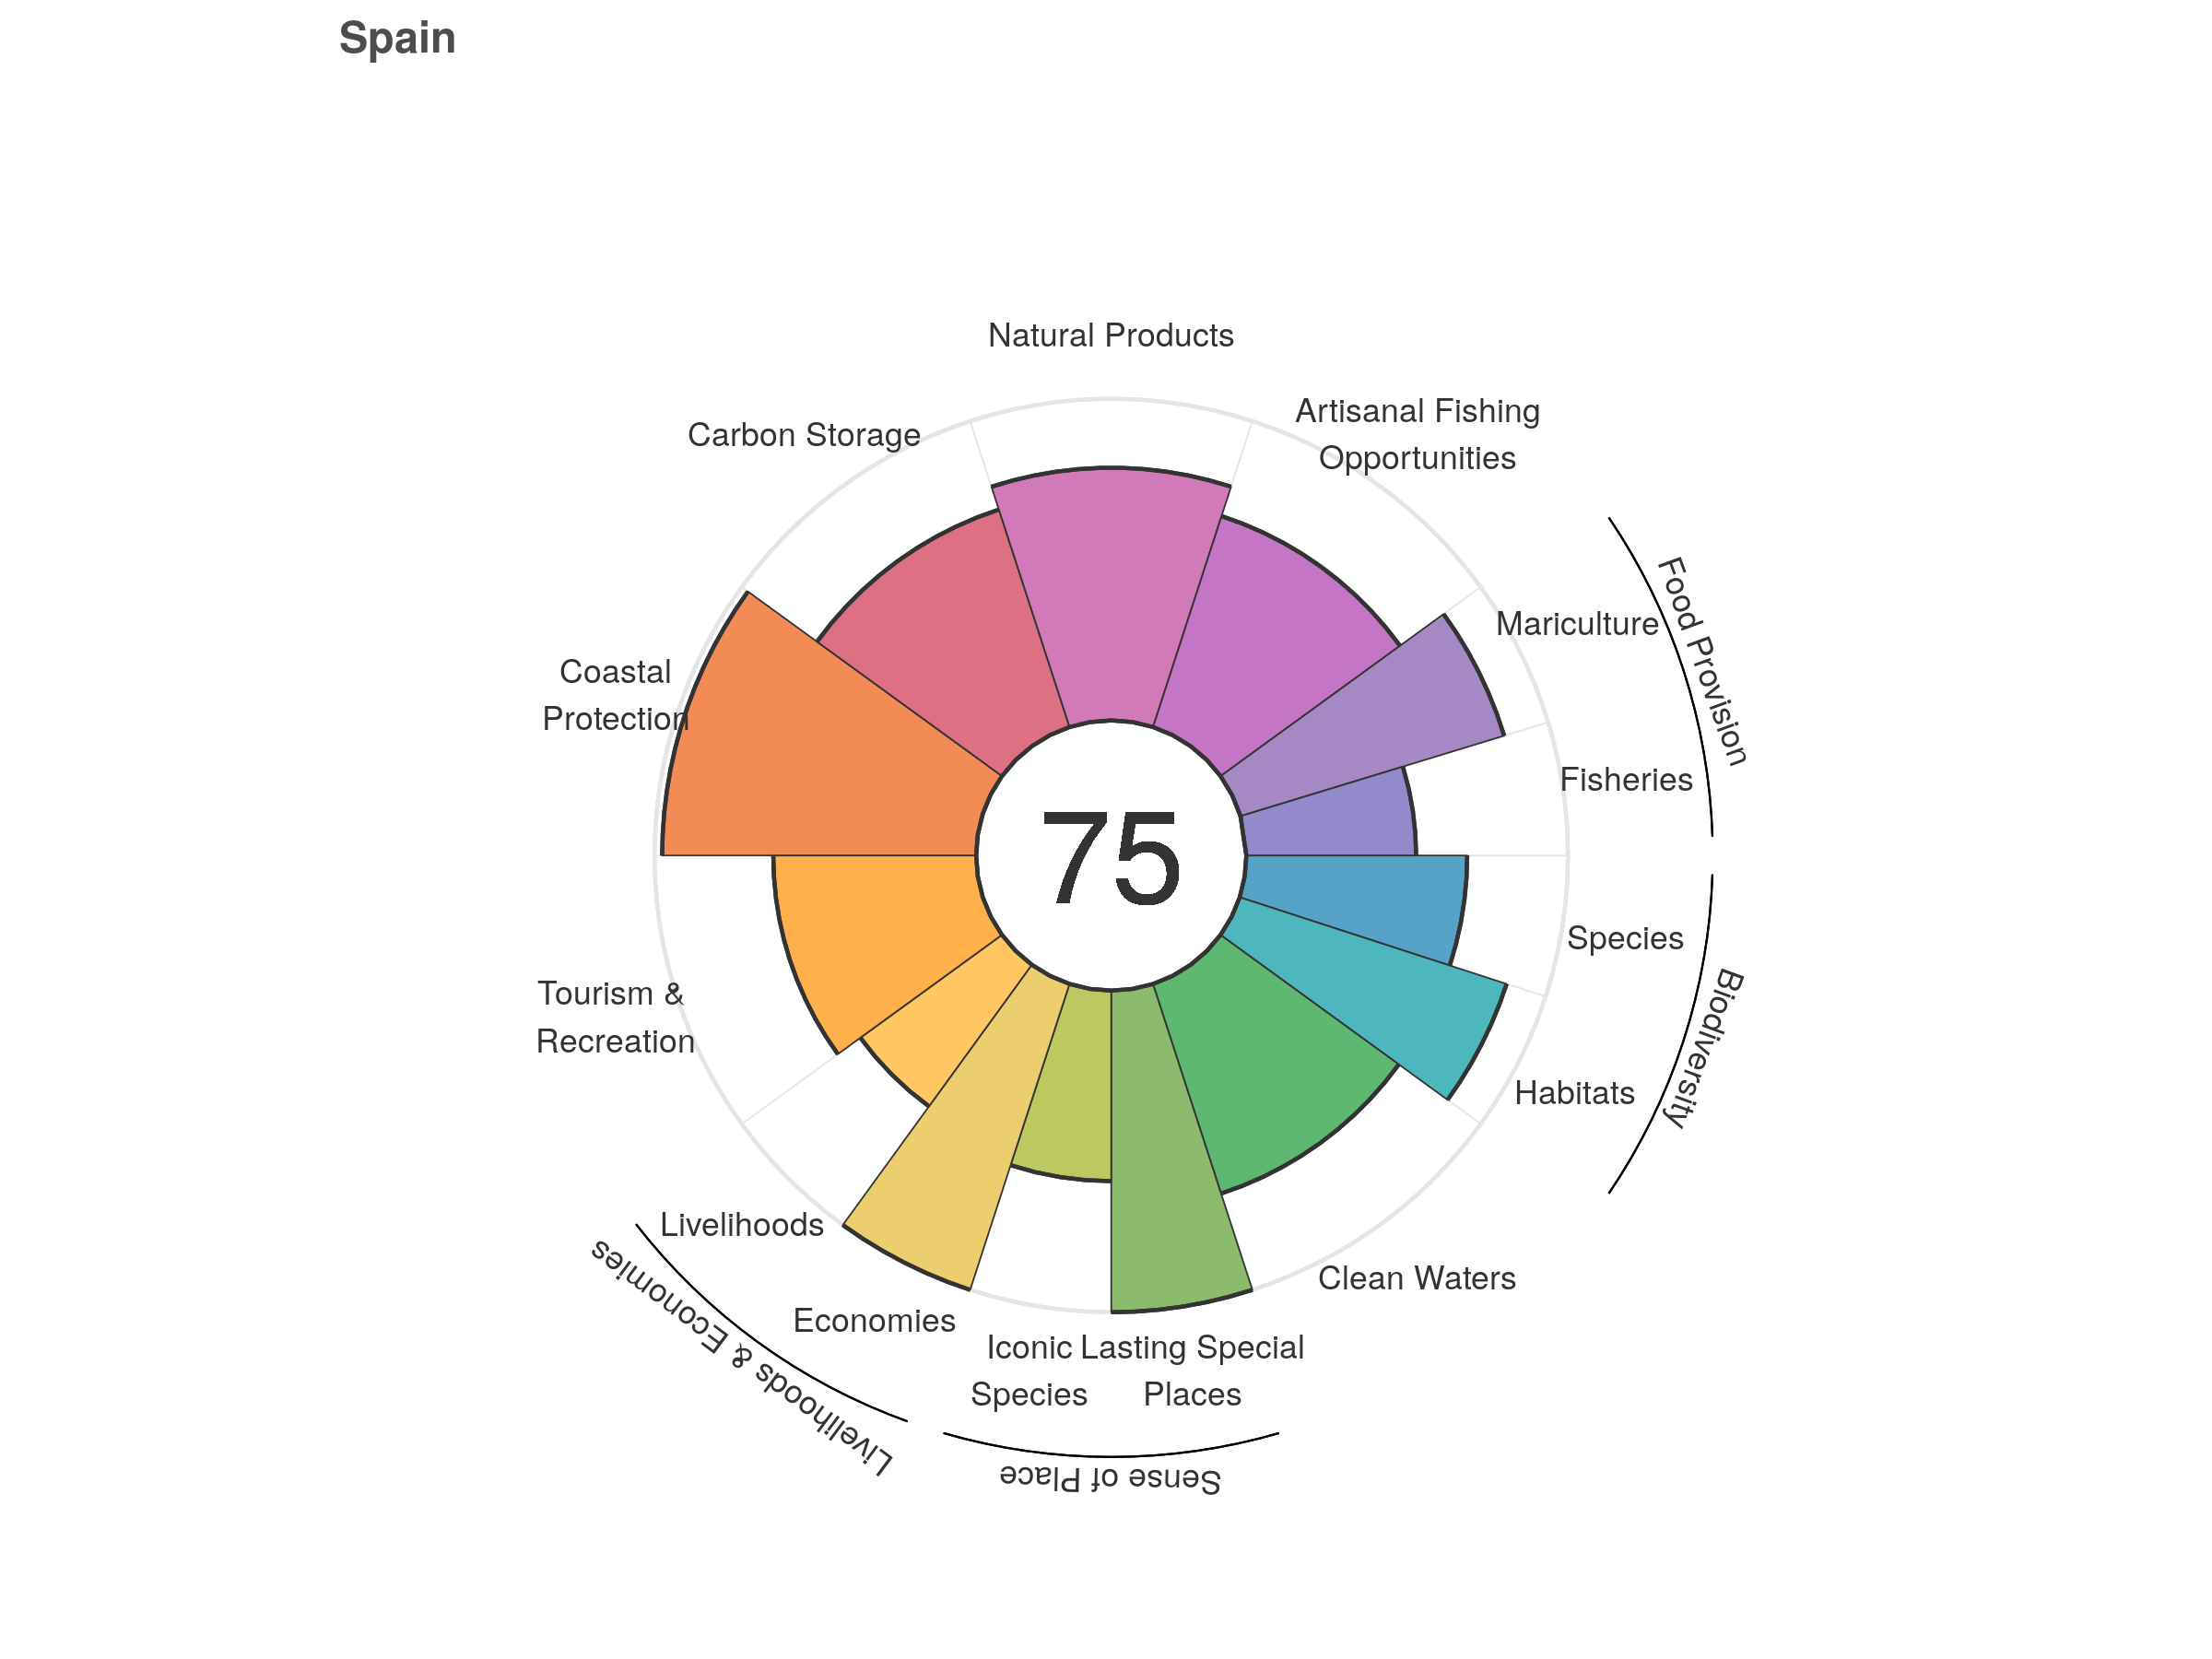 Spain
Natural Products
Artisanal Fishing
Opportunities
Carbon Storage
Mariculture
Food Provision
Coastal
Protection
Fisheries
75
Species
Biodiversity
Tourism &
Recreation
Habitats
Livelihoods
Clean Waters
Economies
Livelihoods & Economies
Iconic
Species
Lasting Special
Places
Sense of Place